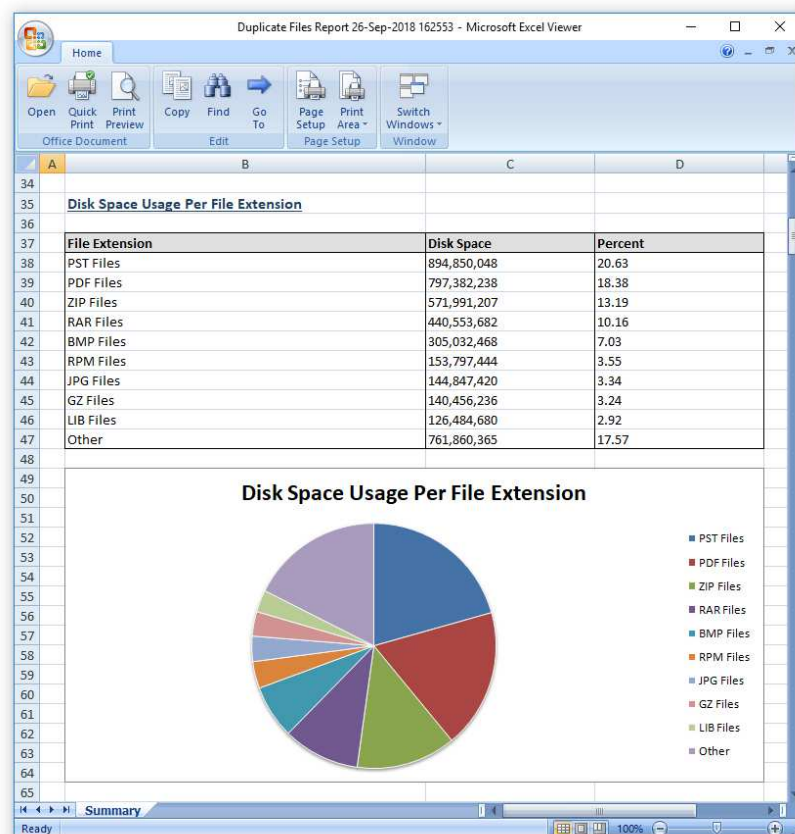 Duplicate Files Report 26-Sep-2018 162553 - Microsoft Excel Viewer
Home
Open Quick Print Print Preview Copy Find Go To Page Setup Print Area Switch Windows
Office Document Edit Page Setup Window
A B C D
34
35 Disk Space Usage Per File Extension
36
37 File Extension Disk Space Percent
38 PST Files 894,850,048 20.63
39 PDF Files 797,382,238 18.38
40 ZIP Files 571,991,207 13.19
41 RAR Files 440,553,682 10.16
42 BMP Files 305,032,468 7.03
43 RPM Files 153,797,444 3.55
44 JPG Files 144,847,420 3.34
45 GZ Files 140,456,236 3.24
46 LIB Files 126,484,680 2.92
47 Other 761,860,365 17.57
48
49
Disk Space Usage Per File Extension
50
51
52 PST Files
53 PDF Files
54
55 ZIP Files
56 RAR Files
57 BMP Files
58 RPM Files
59 JPG Files
60 GZ Files
61
62 LIB Files
63 Other
64
65
Summary
Ready 100%